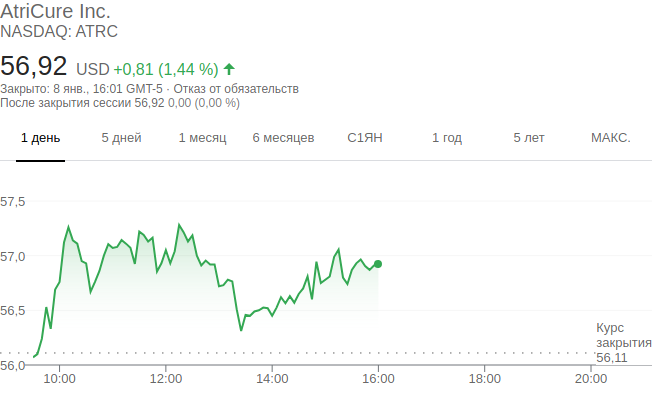 AtriCure Inc.
NASDAQ: ATRC
56,92 USD +0,81 (1,44 %)
Закрыто: 8 янв., 16:01 GMT-5 · Отказ от обязательств
После закрытия сессии 56,92 0,00 (0,00 %)
1 день 5 дней 1 месяц 6 месяцев С1ЯН 1 год 5 лет МАКС.
57,5
57,0
56,5
Курс
закрытия
56,11
56,0
10:00 12:00 14:00 16:00 18:00 20:00